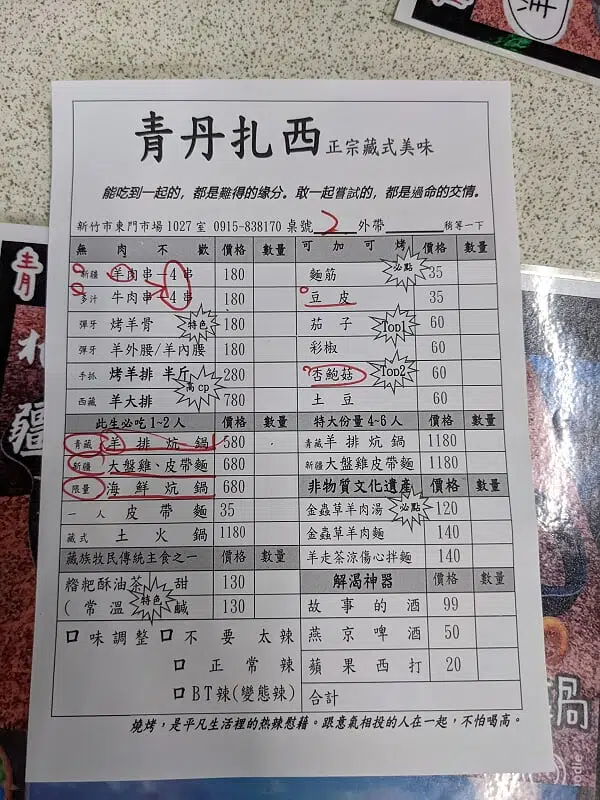 青丹扎西 正宗藏式美味
能吃到一起的，都是難得的緣分。敢一起嘗試的，都是過命的交情。
新竹市東門市場1027室 0915-838170 桌號 2 外帶 稍等一下
無肉不歡 價格 數量
新疆 羊肉串 4串 180
多汁 牛肉串 4串 180
彈牙 烤羊骨 特色 180
彈牙 羊外腰/羊內腰 180
手抓 烤羊排 半斤 高cp 280
西藏 羊大排 780
可加可烤 價格 數量
麵筋 必點 35
豆皮 35
茄子 Top1 60
彩椒 60
杏鮑菇 Top2 60
土豆 60
此生必吃1~2人 價格 數量
青藏 羊排炕鍋 580
新疆 大盤雞、皮帶麵 680
限量 海鮮炕鍋 680
一人皮帶麵 35
藏式 土火鍋 1180
特大份量4~6人 價格 數量
青藏 羊排炕鍋 1180
新疆 大盤雞皮帶麵 1180
非物質文化遺產 價格 數量
金蟲草羊肉湯 必點 120
金蟲草羊肉麵 140
羊走茶涼傷心拌麵 140
藏族牧民傳統主食之一 價格 數量
糌粑酥油茶 甜 130
(常溫 特色 鹹 130
解渴神器 價格 數量
故事的酒 99
燕京啤酒 50
蘋果西打 20
合計
口味調整 □不要太辣
□正常辣
□BT辣(變態辣)
燒烤，是平凡生活裡的熱辣慰藉。跟意氣相投的人在一起，不怕喝高。
青
疆
鍋